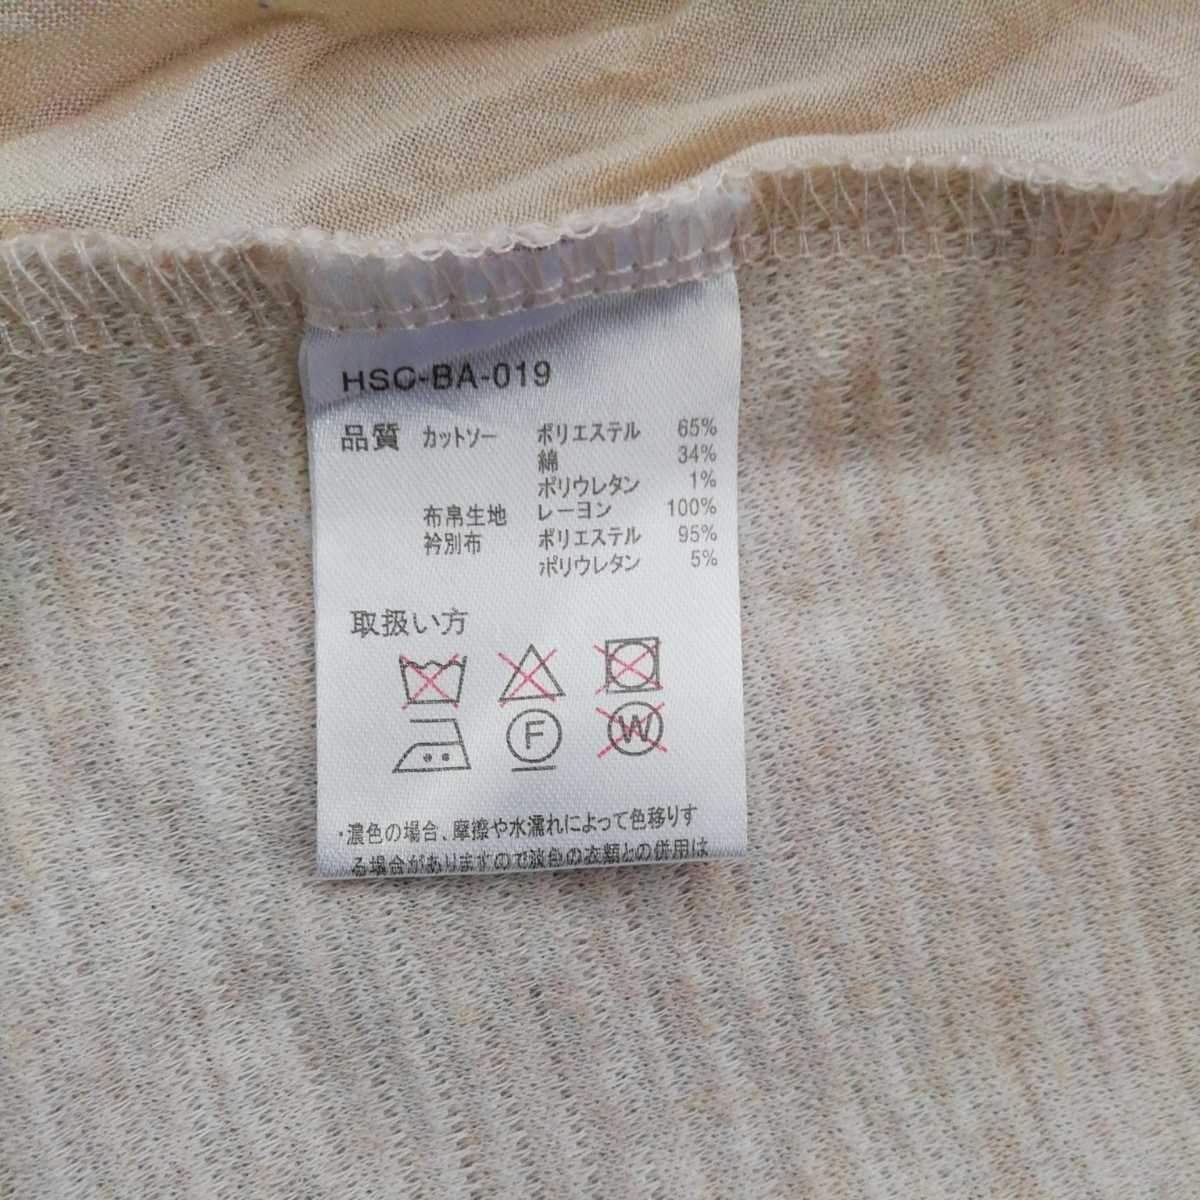 HSC-BA-019
品質 カットソー ポリエステル 65%
綿 34%
ポリウレタン 1%
布帛生地 レーヨン 100%
衿別布 ポリエステル 95%
ポリウレタン 5%
取扱い方
F W
・濃色の場合、摩擦や水濡れによって色移りす
る場合がありますので淡色の衣類との併用は